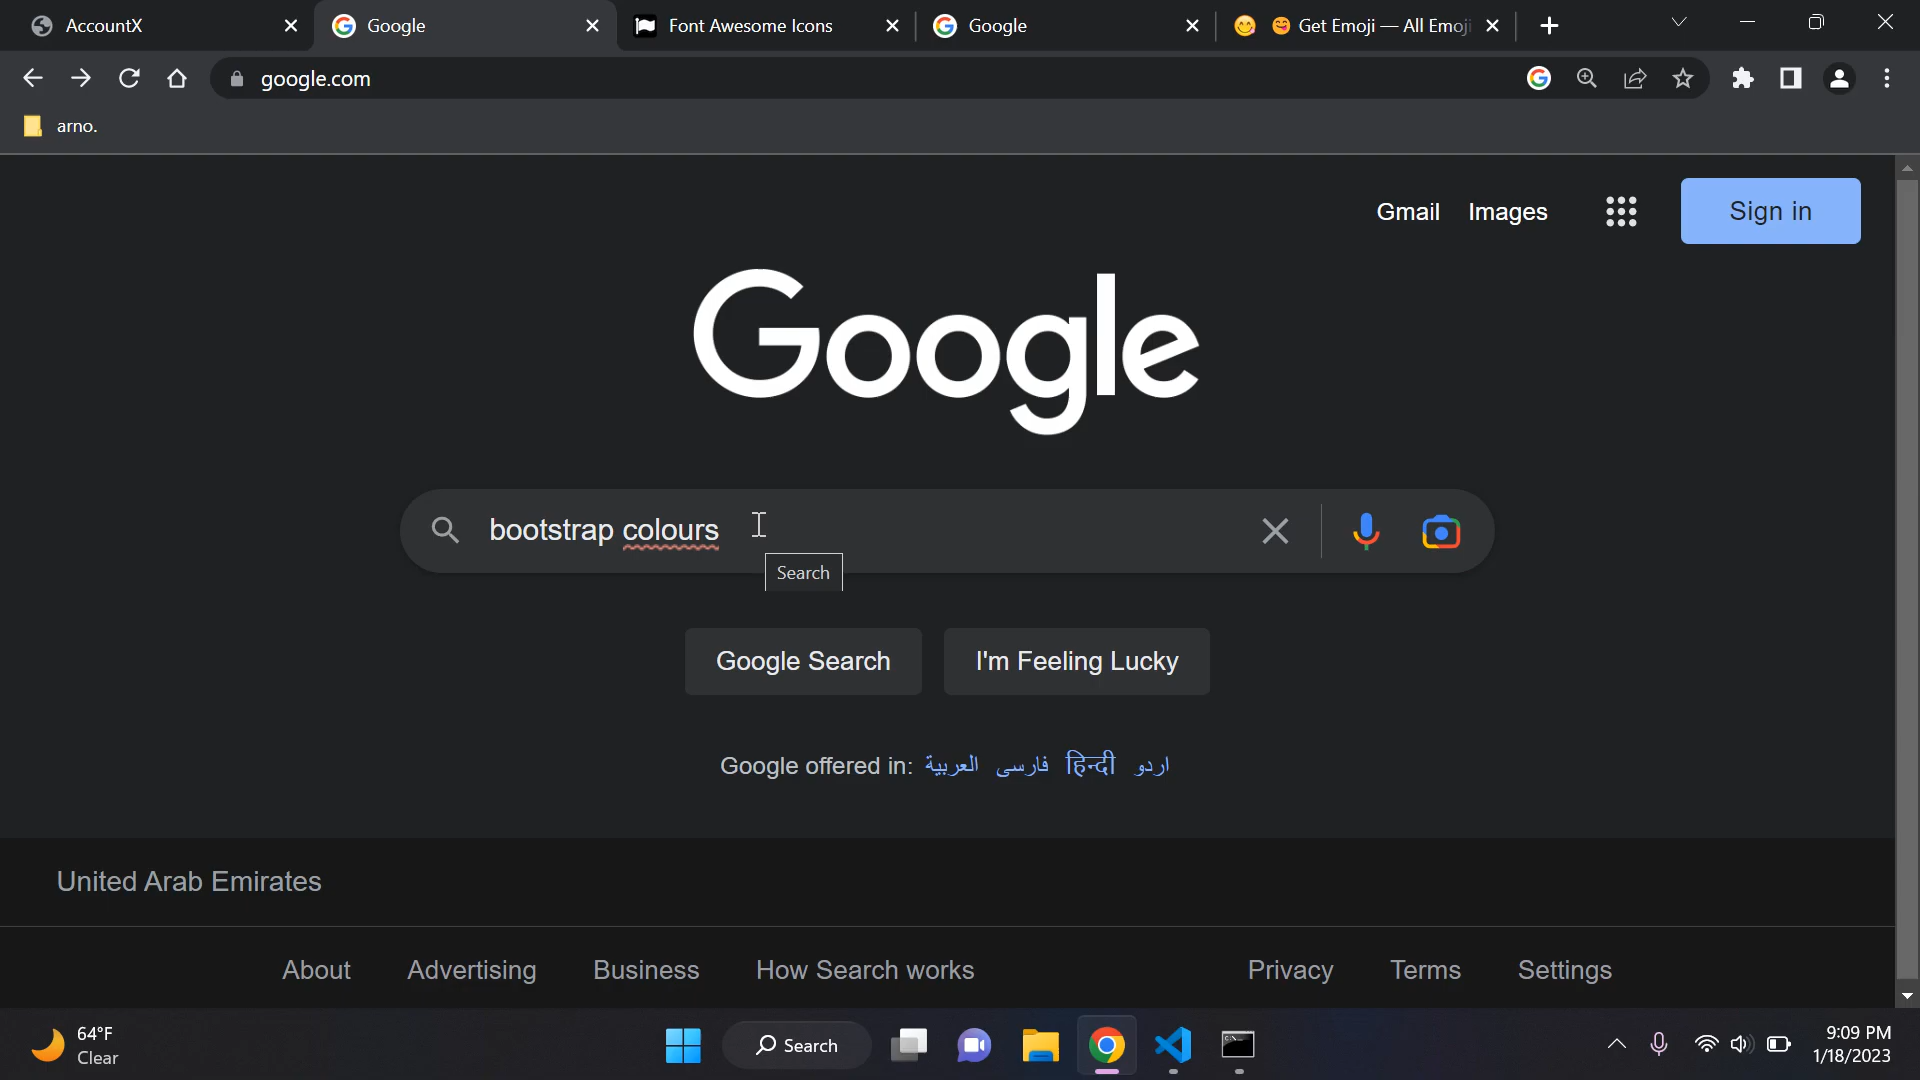 AccountX
Google
Font Awesome Icons
Google
Get Emoji — All Emoji
google.com
arno.
Gmail Images Sign in
Google
bootstrap colours
Search
Google Search I'm Feeling Lucky
Google offered in: العربية فارسی हिन्दी اردو
United Arab Emirates
About Advertising Business How Search works Privacy Terms Settings
64°F
Clear
Search
9:09 PM
1/18/2023